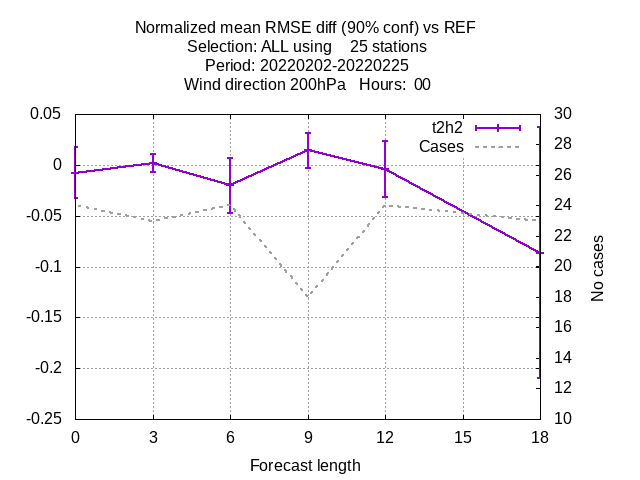 Normalized mean RMSE diff (90% conf) vs REF
Selection: ALL using 25 stations
Period: 20220202-20220225
Wind direction 200hPa Hours: 00
0.05
0
-0.05
-0.1
-0.15
-0.2
-0.25
t2h2
Cases
30
28
26
24
22
20
18
16
14
12
10
No cases
0 3 6 9 12 15 18
Forecast length